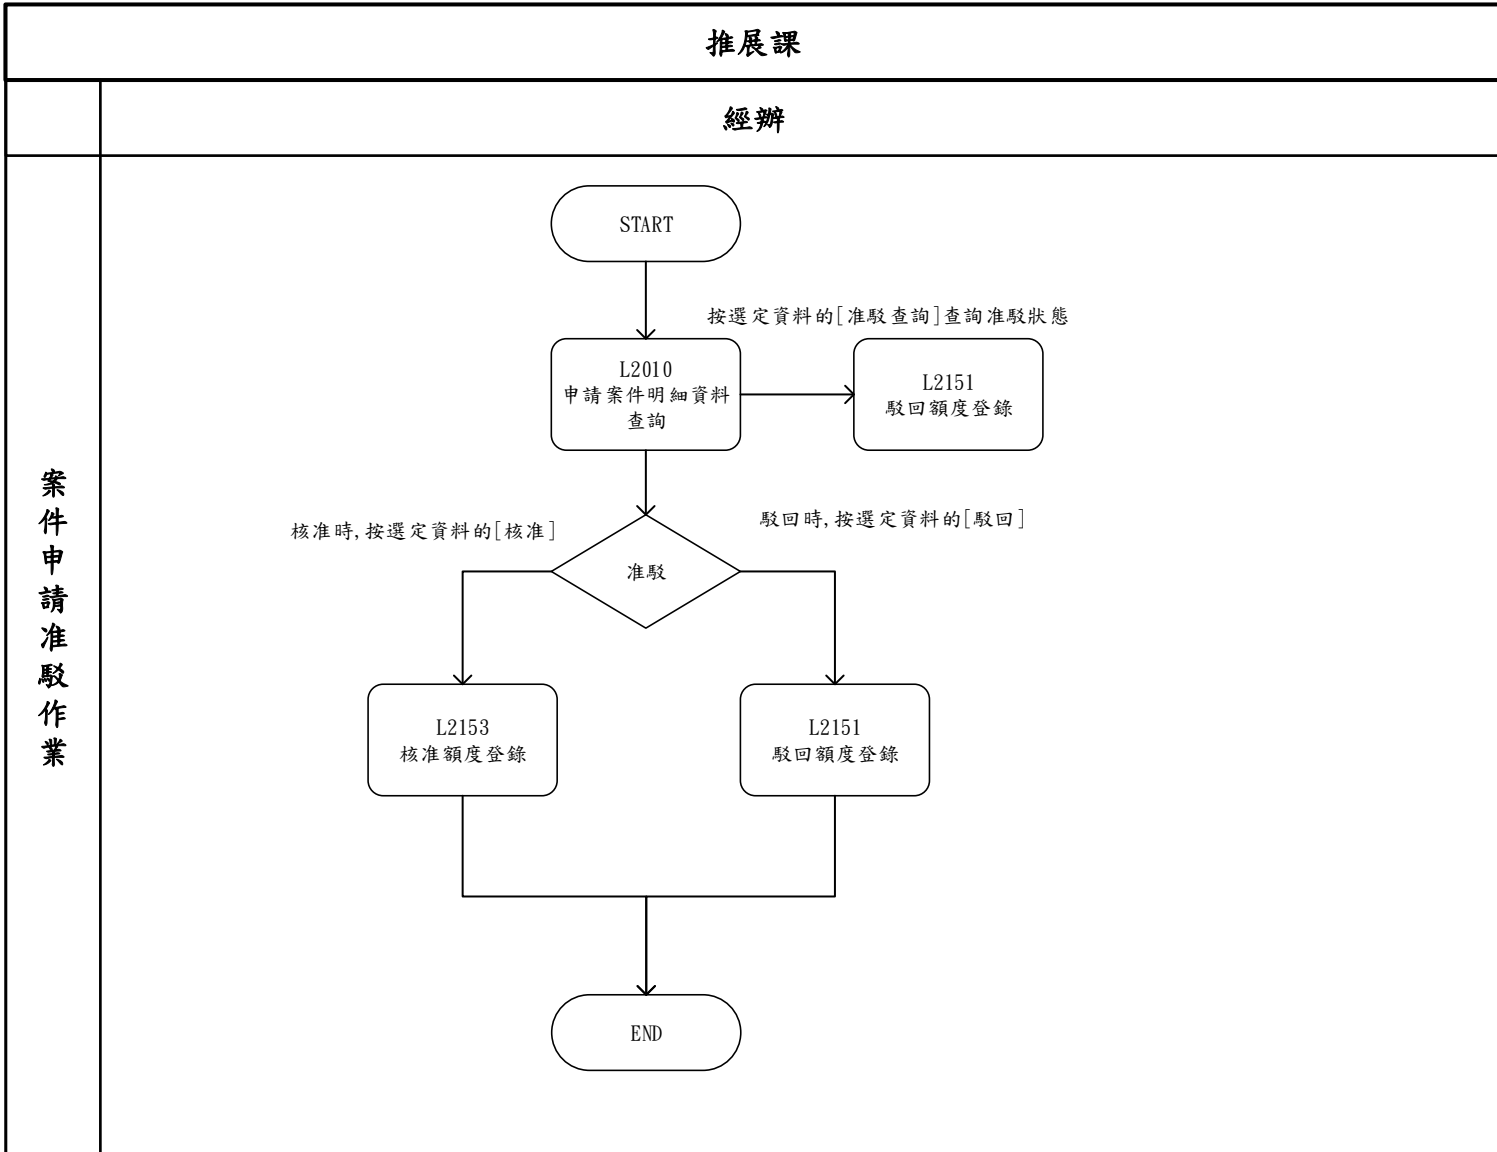 推展課
經辦
案件申請准駁作業
START
按選定資料的[准駁查詢]查詢准駁狀態
L2010
申請案件明細資料
查詢
L2151
駁回額度登錄
核准時,按選定資料的[核准]
駁回時,按選定資料的[駁回]
准駁
L2153
核准額度登錄
L2151
駁回額度登錄
END